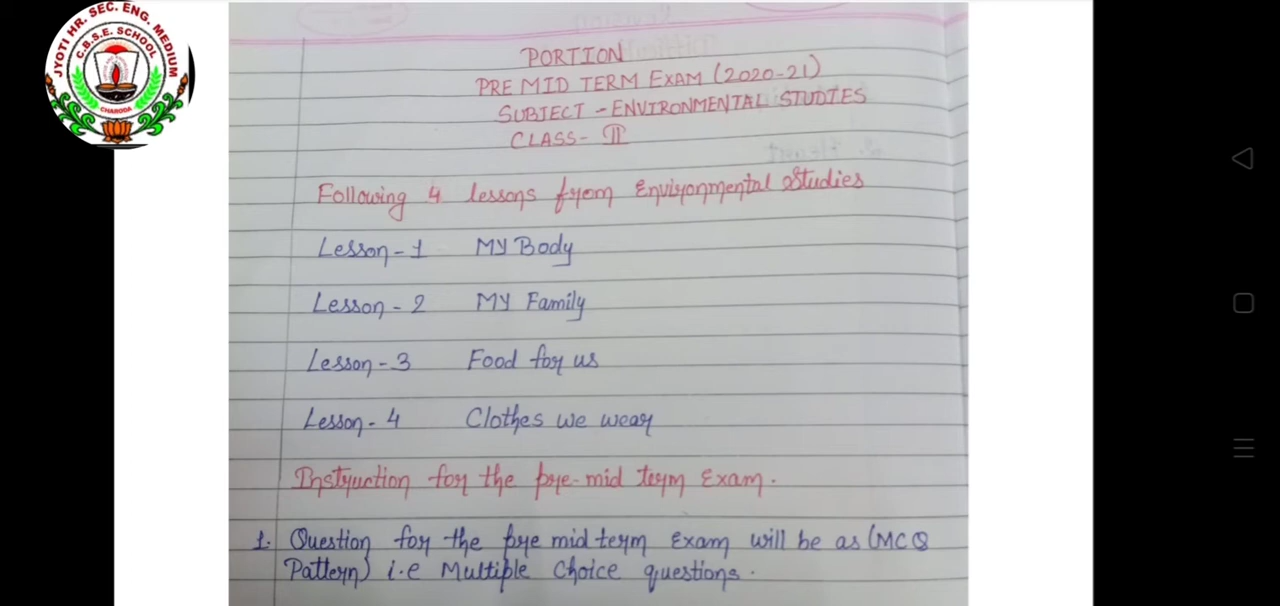 JYOTI HR. SEC. ENG. MEDIUM
C.B.S.E. SCHOOL
CHARODA
PORTION
PRE MID TERM EXAM (2020-21)
SUBJECT - ENVIRONMENTAL STUDIES
CLASS - II
Following 4 lessons from Environmental Studies
Lesson - 1 My Body
Lesson - 2 My Family
Lesson - 3 Food for us
Lesson - 4 Clothes we wear
Instruction for the pre-mid term Exam.
1. Question for the pre mid term Exam will be as (MCQ
Pattern) i.e Multiple Choice questions.